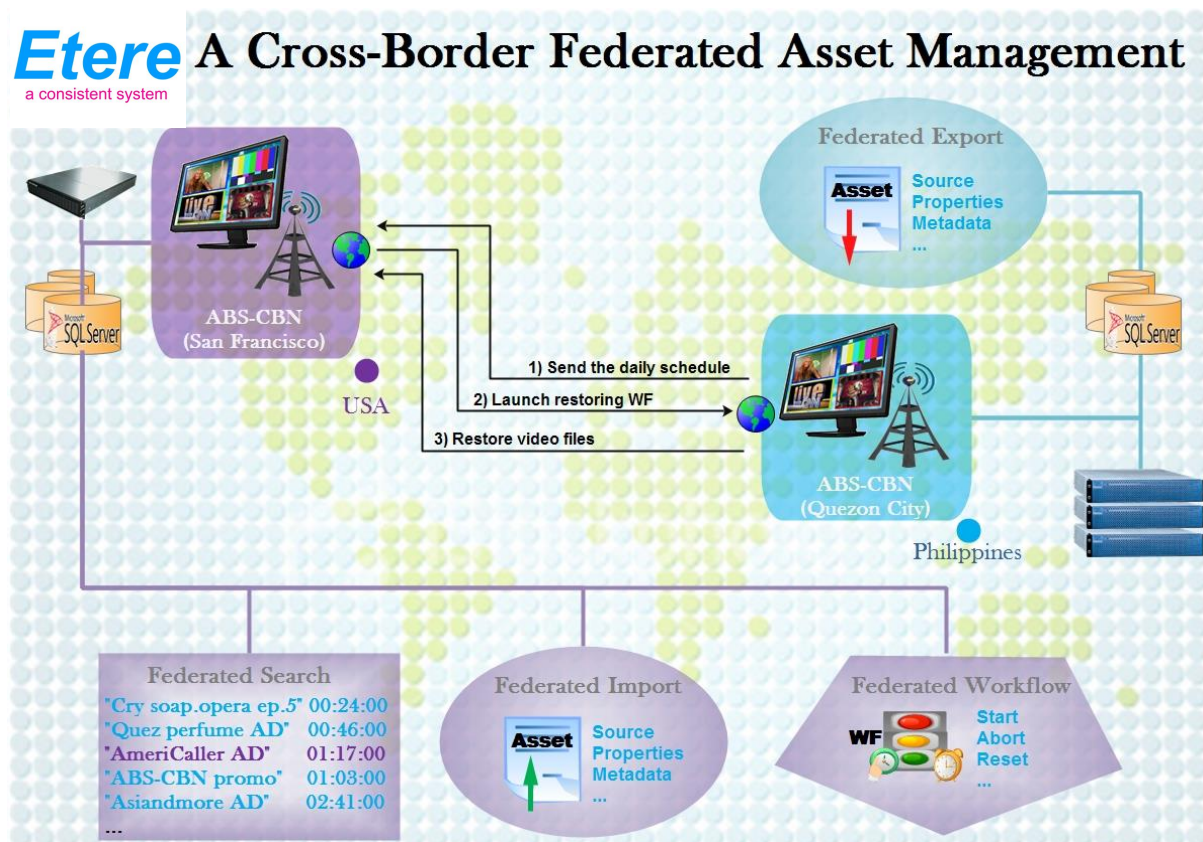 Etere
a consistent system
A Cross-Border Federated Asset Management
Federated Export
Asset
Source
Properties
Metadata
...
Microsoft
SQL Server
ABS-CBN
(San Francisco)
USA
Microsoft
SQL Server
1) Send the daily schedule
2) Launch restoring WF
3) Restore video files
ABS-CBN
(Quezon City)
Philippines
Federated Search
"Cry soap.opera ep.5" 00:24:00
"Quez perfume AD" 00:46:00
"AmeriCaller AD" 01:17:00
"ABS-CBN promo" 01:03:00
"Asiandmore AD" 02:41:00
...
Federated Import
Asset
Source
Properties
Metadata
...
Federated Workflow
WF
Start
Abort
Reset
...